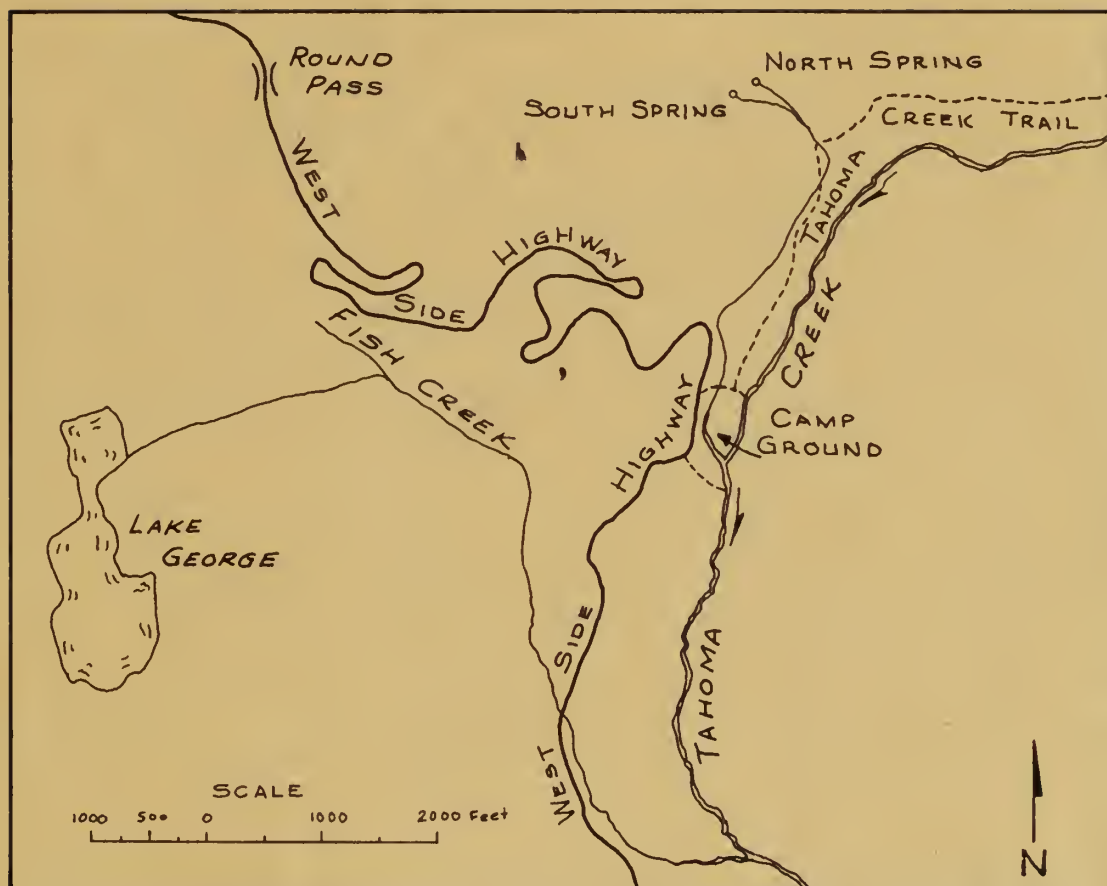 ROUND
PASS
NORTH SPRING
SOUTH SPRING
CREEK TRAIL
TAHOMA
WEST
HIGHWAY
SIDE
FISH CREEK
CREEK
HIGHWAY
CAMP
GROUND
LAKE
GEORGE
SIDE
TAHOMA
WEST
SCALE
1000 500 0 1000 2000 Feet
N